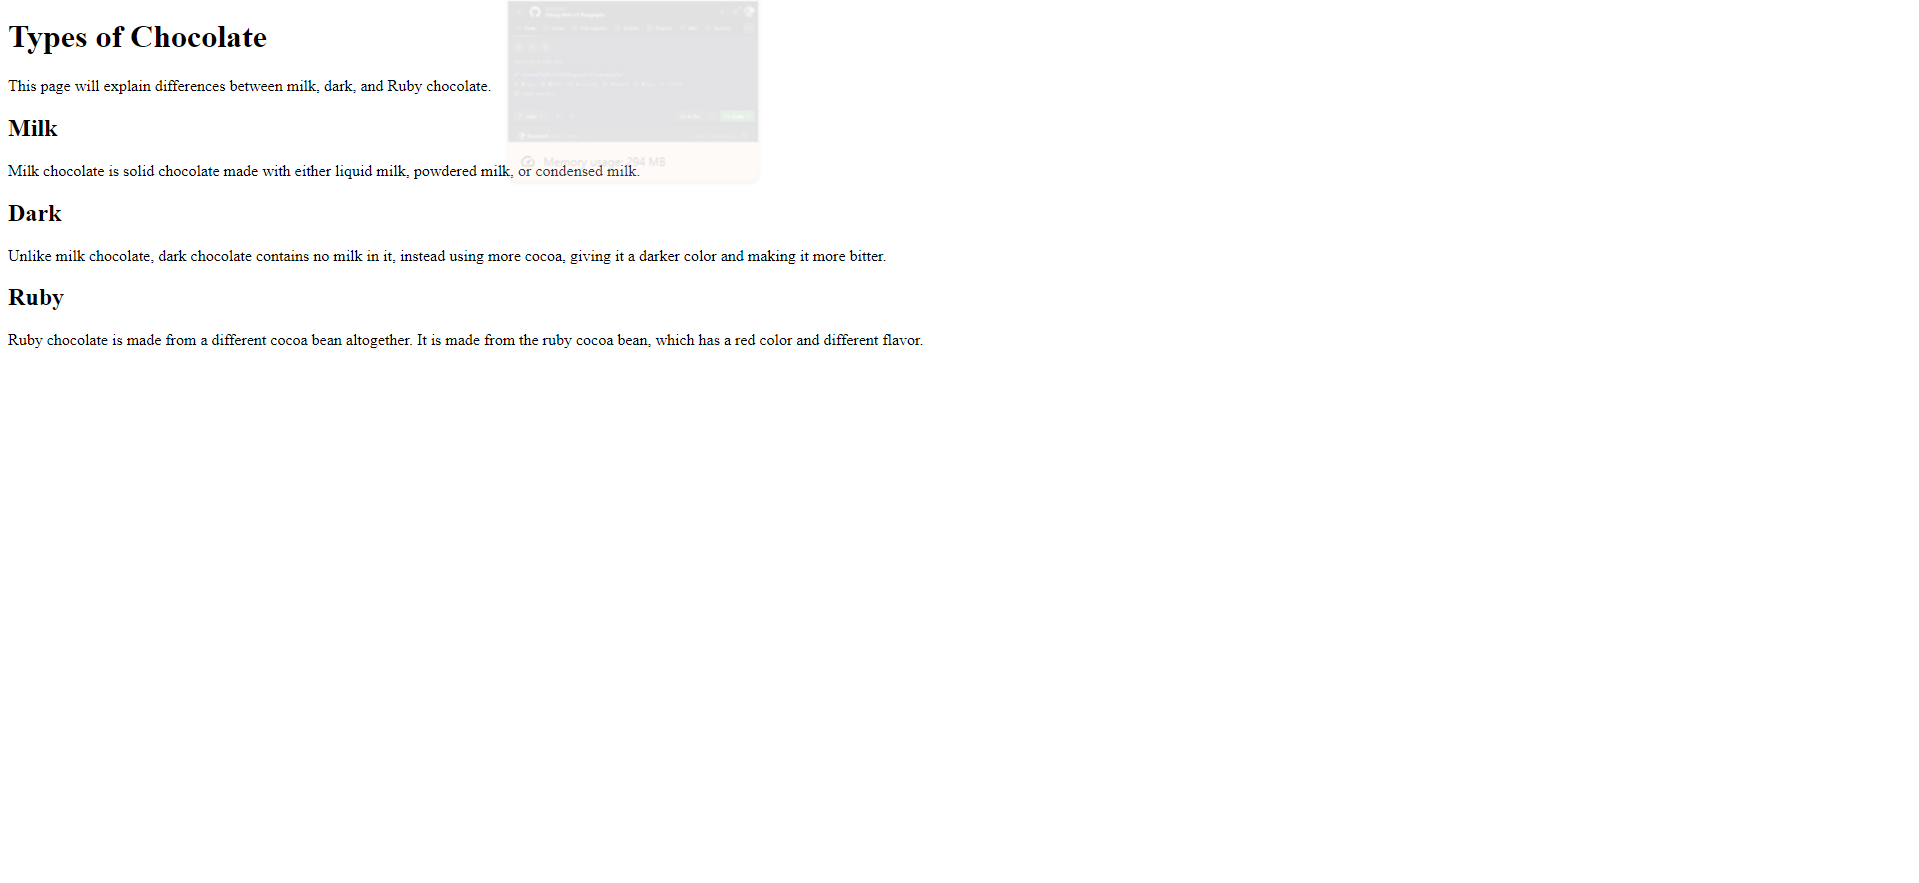 Types of Chocolate
This page will explain differences between milk, dark, and Ruby chocolate.
Milk
Memory usage: 294 MB
Milk chocolate is solid chocolate made with either liquid milk, powdered milk, or condensed milk.
Dark
Unlike milk chocolate, dark chocolate contains no milk in it, instead using more cocoa, giving it a darker color and making it more bitter.
Ruby
Ruby chocolate is made from a different cocoa bean altogether. It is made from the ruby cocoa bean, which has a red color and different flavor.